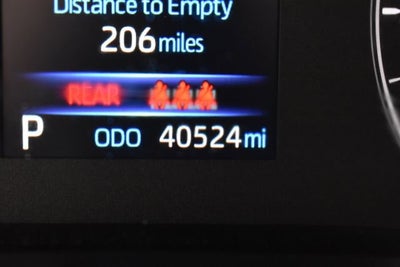 Distance to Empty
206 miles
REAR
P ODO 40524 mi